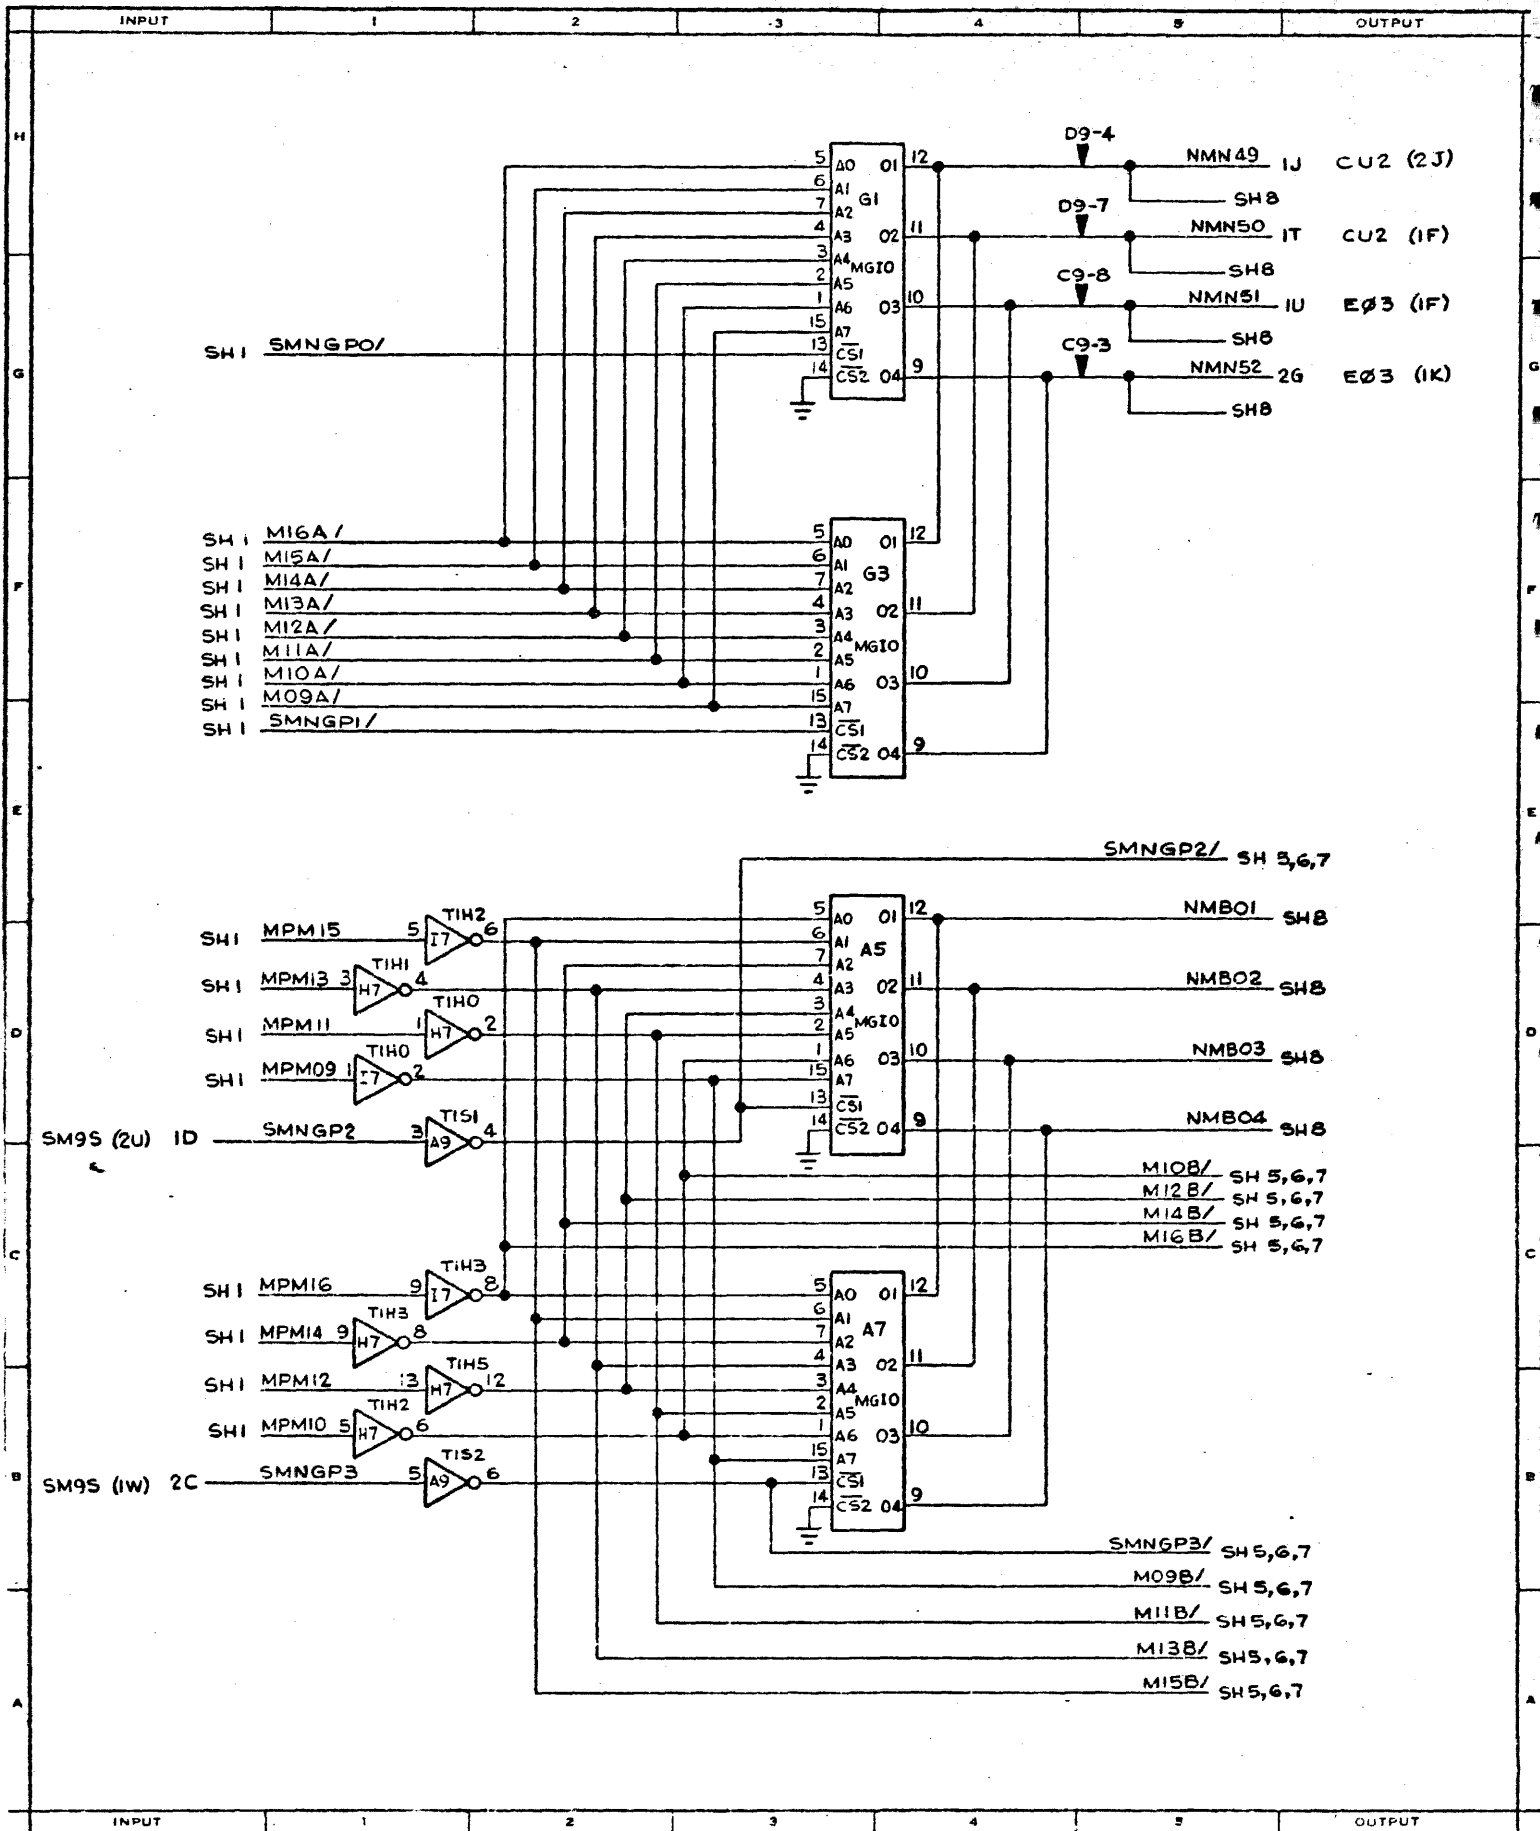 INPUT 1 2 3 4 5 OUTPUT
H
D9-4
5 A0 O1 12 NMN49 1J CU2 (2J)
6 A1 SH8
G1
7 A2 D9-7
4 A3 O2 11 NMN50 1T CU2 (1F)
3 A4 MGIO SH8
2 A5 C9-8
1 A6 O3 10 NMN51 1U EØ3 (1F)
15 A7 SH8
SH1 SMNGP0/ 13 CS1 C9-3
G 14 CS2 O4 9 NMN52 2G EØ3 (1K) G
SH8
SH1 M16A/ 5 A0 O1 12
SH1 M15A/ 6 A1
G3
F SH1 M14A/ 7 A2 F
SH1 M13A/ 4 A3 O2 11
SH1 M12A/ 3 A4 MGIO
SH1 M11A/ 2 A5
SH1 M10A/ 1 A6 O3 10
SH1 M09A/ 15 A7
SH1 SMNGP1/ 13 CS1
14 CS2 O4 9
E E
SMNGP2/ SH 5,6,7
5 A0 O1 12 NMB01 SH8
TIH2
SH1 MPM15 5 I7 6 6 A1 A5
7 A2
TIH1
SH1 MPM13 3 H7 4 4 A3 O2 11 NMB02 SH8
TIH0 3 A4 MGIO
D SH1 MPM11 1 H7 2 2 A5 D
TIH0 1 A6 O3 10 NMB03 SH8
SH1 MPM09 1 I7 2 15 A7
13 CS1
TIS1 14 CS2 O4 9 NMB04 SH8
SM9S (2U) 1D SMNGP2 3 A9 4
M10B/ SH 5,6,7
M12B/ SH 5,6,7
M14B/ SH 5,6,7
C M16B/ SH 5,6,7 C
TIH3
SH1 MPM16 9 I7 8 5 A0 O1 12
TIH3 6 A1 A7
SH1 MPM14 9 H7 8 7 A2
TIH5 4 A3 O2 11
SH1 MPM12 13 H7 12 3 A4 MGIO
TIH2 2 A5
SH1 MPM10 5 H7 6 1 A6 O3 10
TIS2 15 A7
B SM9S (1W) 2C SMNGP3 5 A9 6 13 CS1 B
14 CS2 O4 9
SMNGP3/ SH 5,6,7
M09B/ SH 5,6,7
M11B/ SH 5,6,7
M13B/ SH 5,6,7
A M15B/ SH 5,6,7 A
INPUT 1 2 3 4 5 OUTPUT